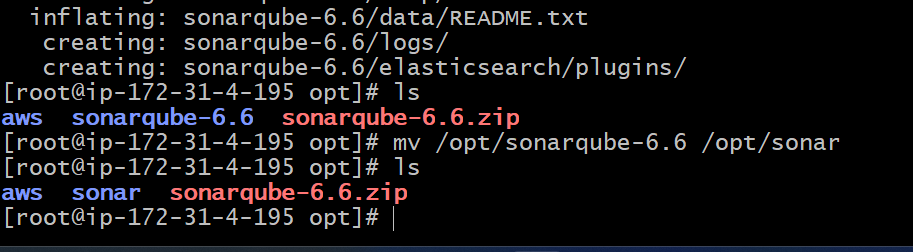 inflating: sonarqube-6.6/data/README.txt
creating: sonarqube-6.6/logs/
creating: sonarqube-6.6/elasticsearch/plugins/
[root@ip-172-31-4-195 opt]# ls
aws  sonarqube-6.6  sonarqube-6.6.zip
[root@ip-172-31-4-195 opt]# mv /opt/sonarqube-6.6 /opt/sonar
[root@ip-172-31-4-195 opt]# ls
aws  sonar  sonarqube-6.6.zip
[root@ip-172-31-4-195 opt]#